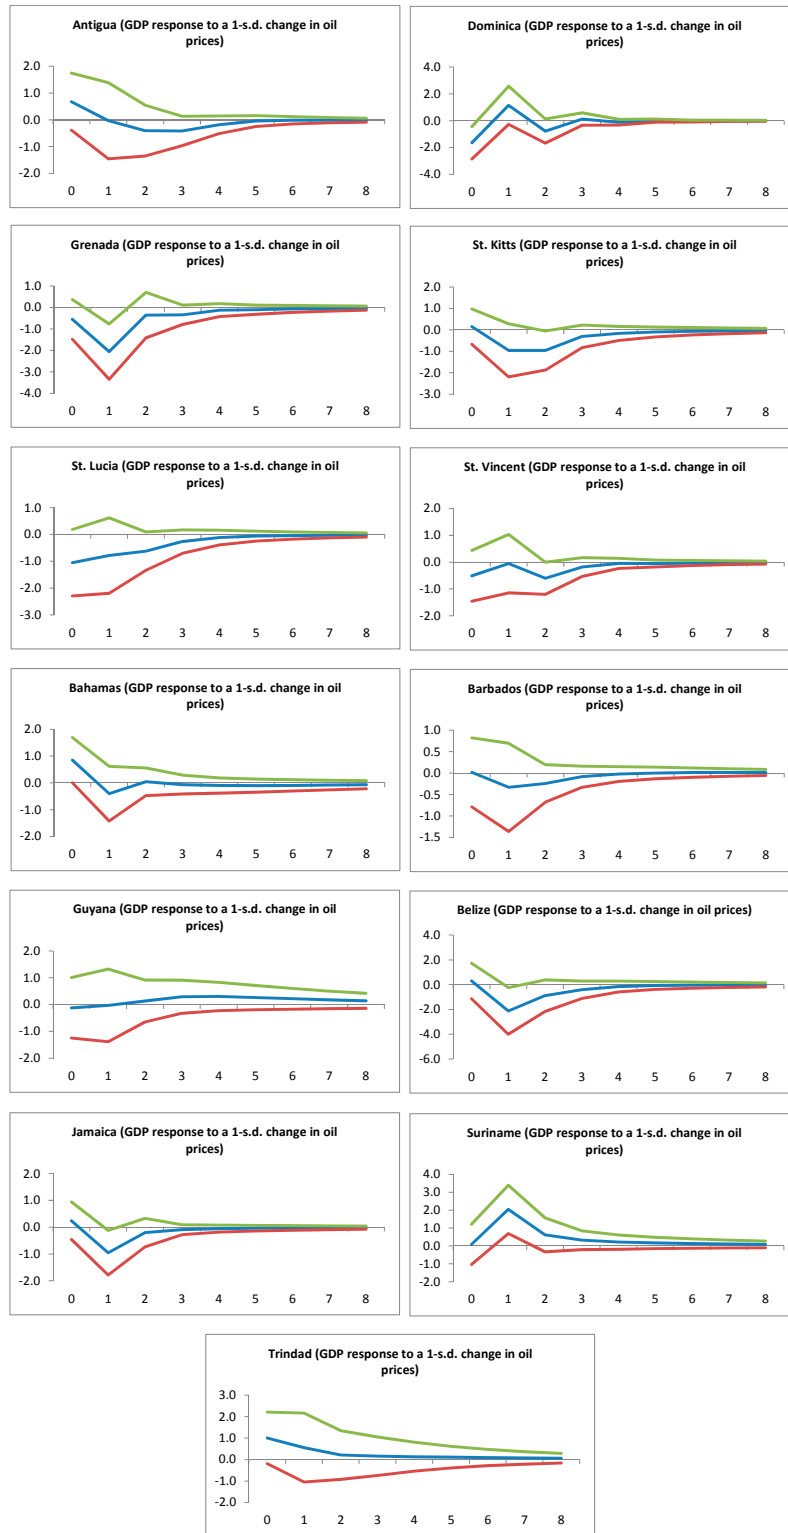 Antigua (GDP response to a 1-s.d. change in oil
prices)
2.0
1.0
0.0
-1.0
-2.0
0 1 2 3 4 5 6 7 8
Dominica (GDP response to a 1-s.d. change in oil
prices)
4.0
2.0
0.0
-2.0
-4.0
0 1 2 3 4 5 6 7 8
Grenada (GDP response to a 1-s.d. change in oil
prices)
1.0
0.0
-1.0
-2.0
-3.0
-4.0
0 1 2 3 4 5 6 7 8
St. Kitts (GDP response to a 1-s.d. change in oil
prices)
2.0
1.0
0.0
-1.0
-2.0
-3.0
0 1 2 3 4 5 6 7 8
St. Lucia (GDP response to a 1-s.d. change in oil
prices)
1.0
0.0
-1.0
-2.0
-3.0
0 1 2 3 4 5 6 7 8
St. Vincent (GDP response to a 1-s.d. change in oil
prices)
2.0
1.0
0.0
-1.0
-2.0
0 1 2 3 4 5 6 7 8
Bahamas (GDP response to a 1-s.d. change in oil
prices)
2.0
1.0
0.0
-1.0
-2.0
0 1 2 3 4 5 6 7 8
Barbados (GDP response to a 1-s.d. change in oil
prices)
1.0
0.5
0.0
-0.5
-1.0
-1.5
0 1 2 3 4 5 6 7 8
Guyana (GDP response to a 1-s.d. change in oil
prices)
2.0
1.0
0.0
-1.0
-2.0
0 1 2 3 4 5 6 7 8
Belize (GDP response to a 1-s.d. change in oil prices)
4.0
2.0
0.0
-2.0
-4.0
-6.0
0 1 2 3 4 5 6 7 8
Jamaica (GDP response to a 1-s.d. change in oil
prices)
2.0
1.0
0.0
-1.0
-2.0
0 1 2 3 4 5 6 7 8
Suriname (GDP response to a 1-s.d. change in oil
prices)
4.0
3.0
2.0
1.0
0.0
-1.0
-2.0
0 1 2 3 4 5 6 7 8
Trindad (GDP response to a 1-s.d. change in oil
prices)
3.0
2.0
1.0
0.0
-1.0
-2.0
0 1 2 3 4 5 6 7 8